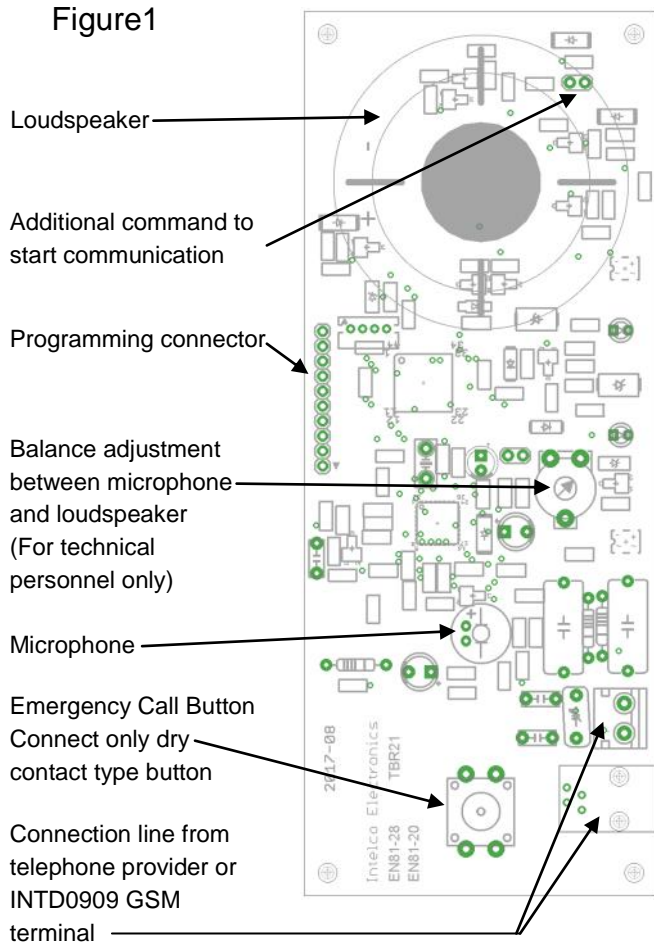 Figure1
Loudspeaker
Additional command to
start communication
Programming connector
Balance adjustment
between microphone
and loudspeaker
(For technical
personnel only)
Microphone
Emergency Call Button
Connect only dry
contact type button
Connection line from
telephone provider or
INTD0909 GSM
terminal
-
+
+
2017-08
Intelco Electronics
TBR21
EN81-28
EN81-20